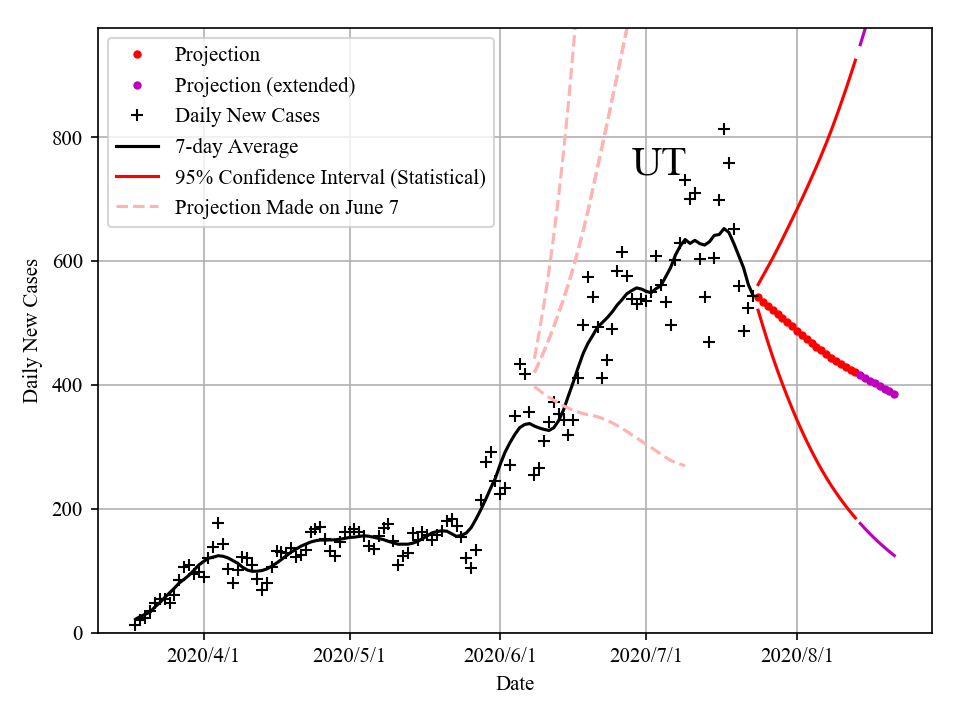 Projection
Projection (extended)
Daily New Cases
7-day Average
95% Confidence Interval (Statistical)
Projection Made on June 7
UT
800
600
400
200
0
Daily New Cases
2020/4/1 2020/5/1 2020/6/1 2020/7/1 2020/8/1
Date